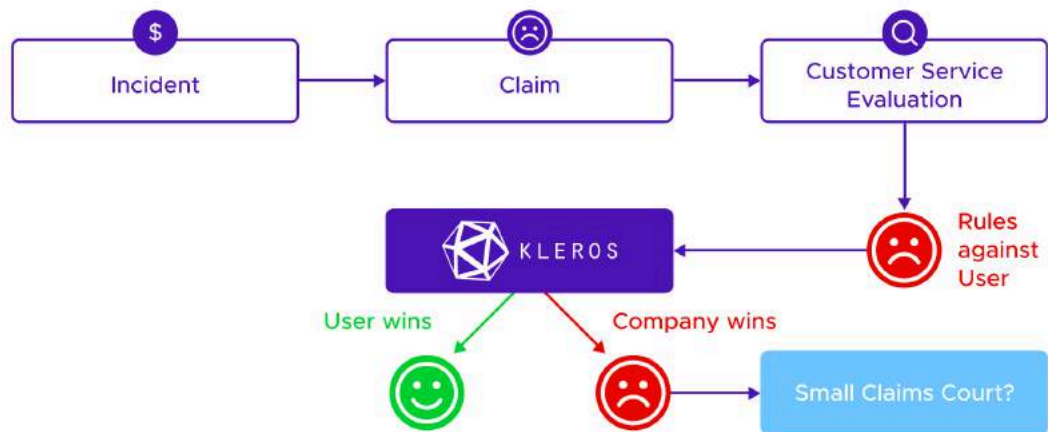 $
Incident
Claim
Customer Service
Evaluation
Rules
against
User
KLEROS
User wins
Company wins
Small Claims Court?